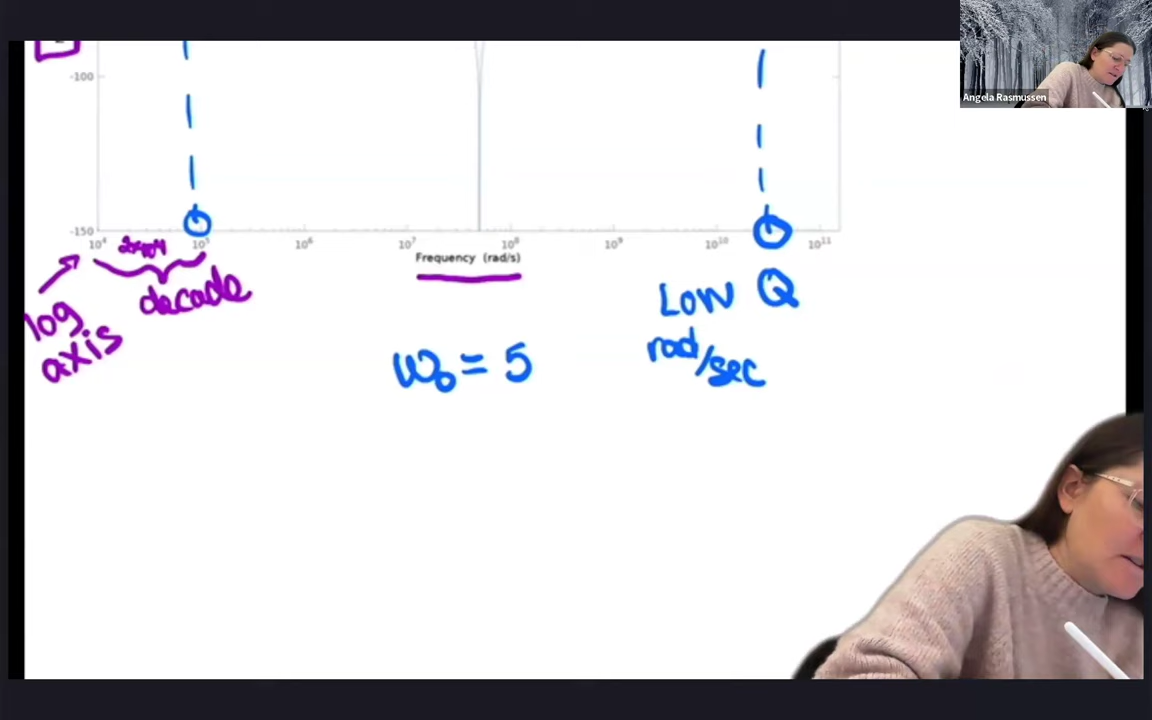 Angela Rasmussen
-100
-150
10⁴ 10⁵ 10⁶ 10⁷ 10⁸ 10⁹ 10¹⁰ 10¹¹
Frequency (rad/s)
decade
log
axis
LOW Q
rad/sec
ω₀ = 5